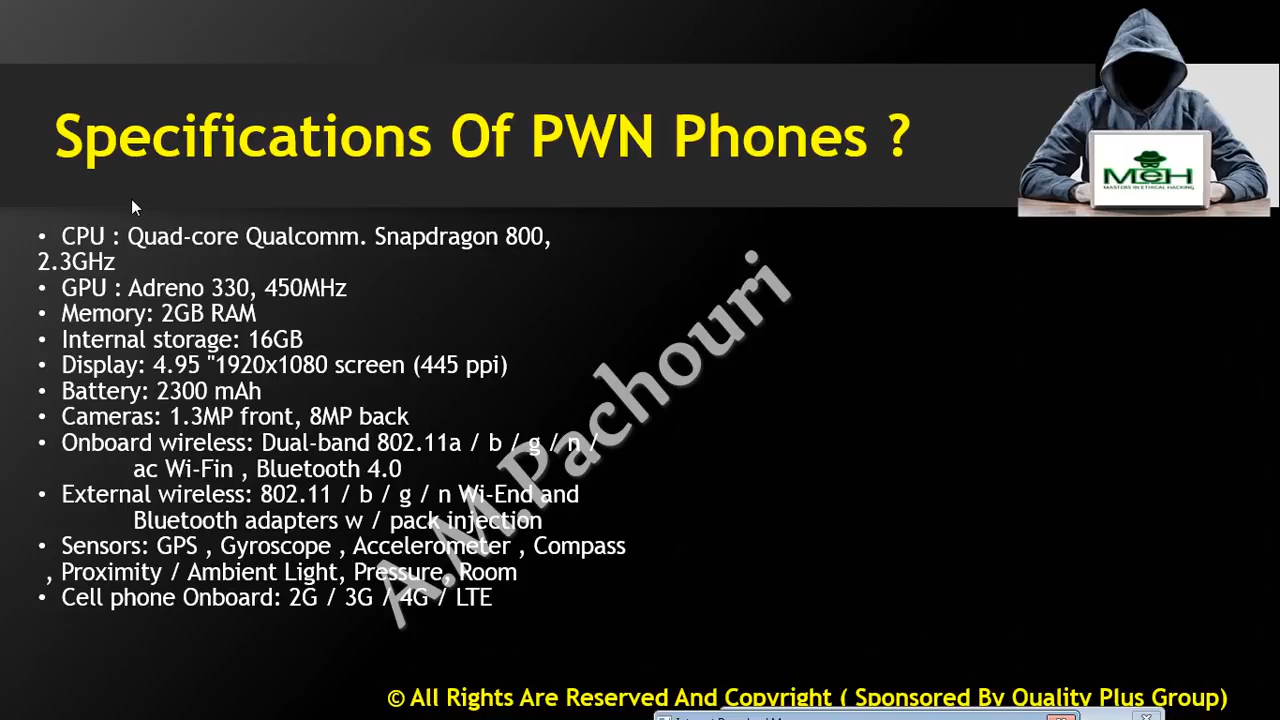 Specifications Of PWN Phones ?
MCH
MASTERS IN ETHICAL HACKING
• CPU : Quad-core Qualcomm. Snapdragon 800,
2.3GHz
• GPU : Adreno 330, 450MHz
• Memory: 2GB RAM
• Internal storage: 16GB
• Display: 4.95 "1920x1080 screen (445 ppi)
• Battery: 2300 mAh
• Cameras: 1.3MP front, 8MP back
• Onboard wireless: Dual-band 802.11a / b / g / n /
ac Wi-Fin , Bluetooth 4.0
• External wireless: 802.11 / b / g / n Wi-End and
Bluetooth adapters w / pack injection
• Sensors: GPS , Gyroscope , Accelerometer , Compass
, Proximity / Ambient Light, Pressure, Room
• Cell phone Onboard: 2G / 3G / 4G / LTE
A.M.Pachouri
© All Rights Are Reserved And Copyright ( Sponsored By Quality Plus Group)